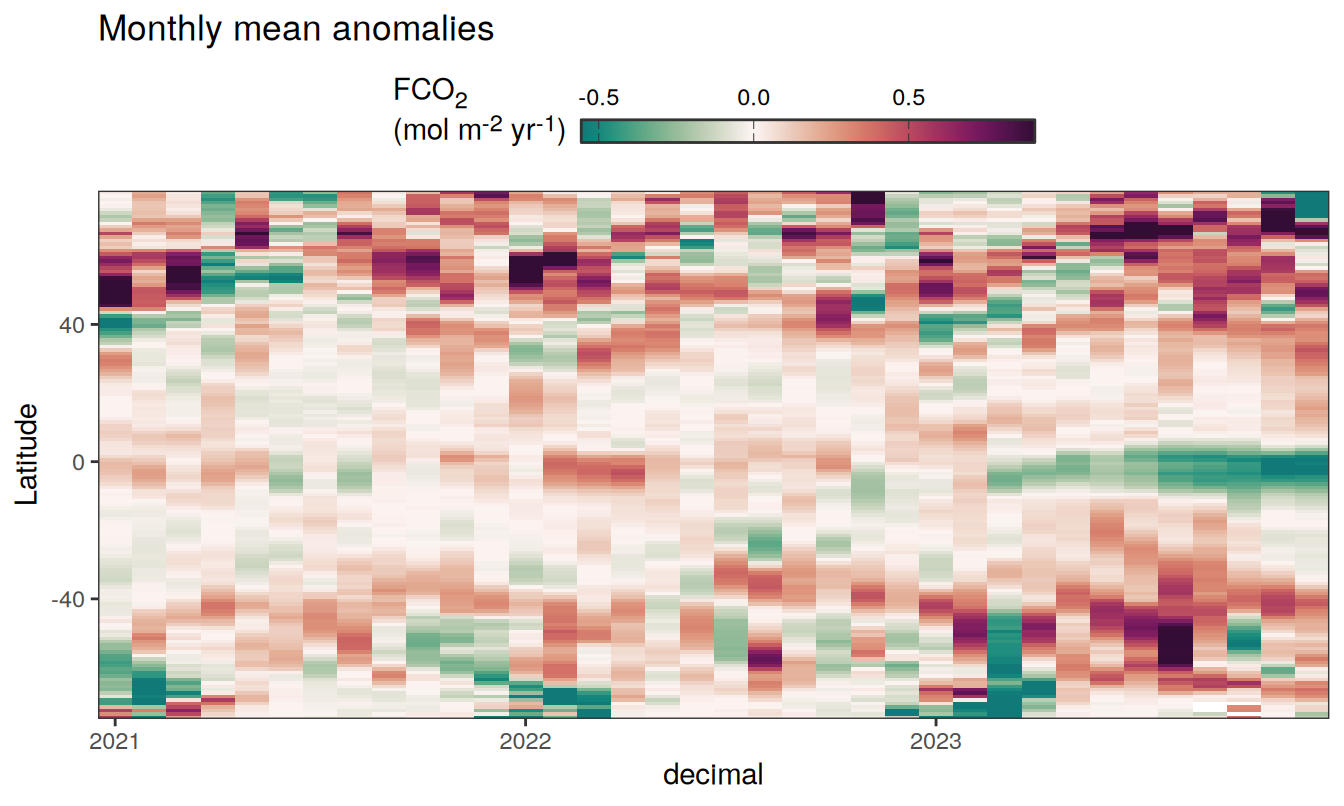 Monthly mean anomalies
FCO₂
(mol m⁻² yr⁻¹)
-0.5 0.0 0.5
Latitude
40
0
-40
2021 2022 2023
decimal